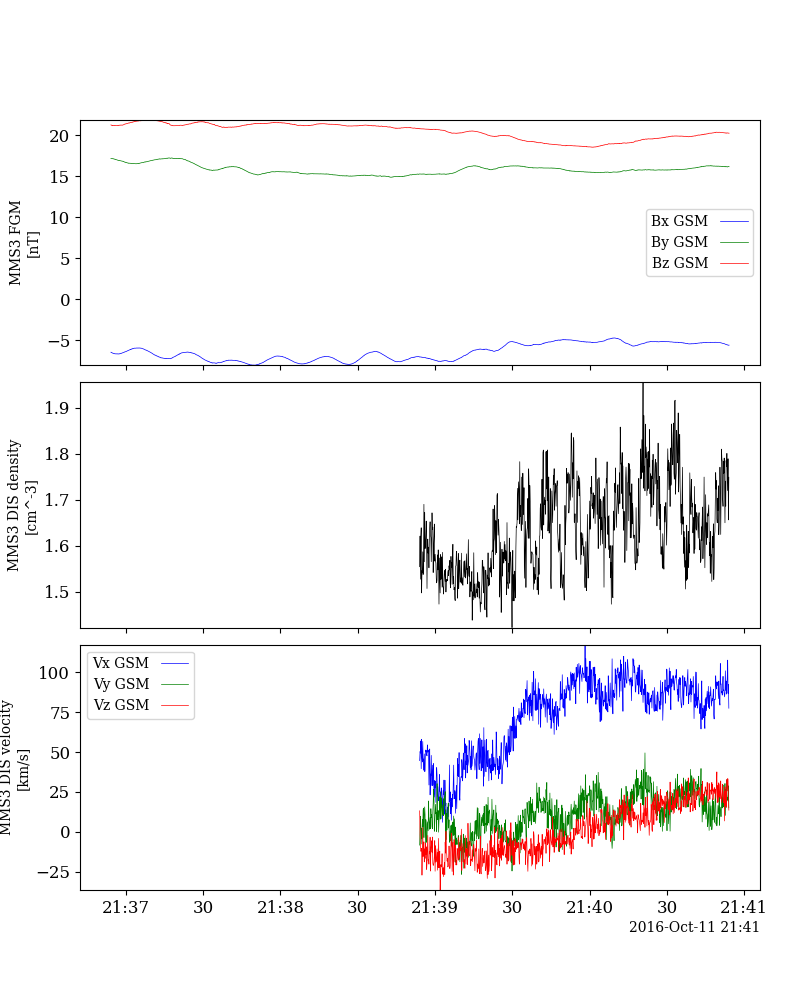 20
15
10
5
0
−5
MMS3 FGM
[nT]
Bx GSM
By GSM
Bz GSM
1.9
1.8
1.7
1.6
1.5
MMS3 DIS density
[cm^-3]
100
75
50
25
0
−25
MMS3 DIS velocity
[km/s]
Vx GSM
Vy GSM
Vz GSM
21:37 30 21:38 30 21:39 30 21:40 30 21:41
2016-Oct-11 21:41